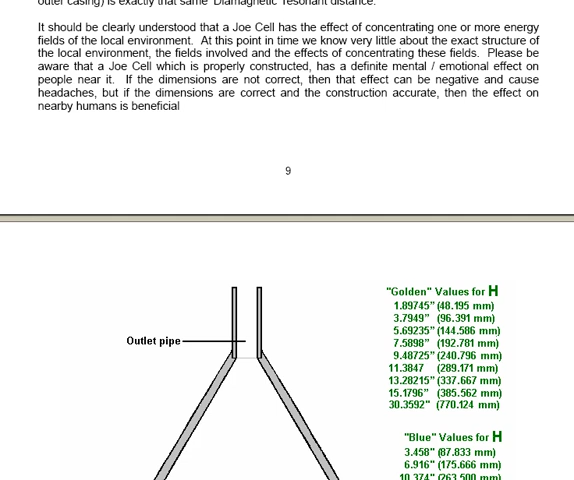 outer casing) is exactly that same 'Diamagnetic Tesonant distance.
It should be clearly understood that a Joe Cell has the effect of concentrating one or more energy
fields of the local environment.  At this point in time we know very little about the exact structure of
the local environment, the fields involved and the effects of concentrating these fields.  Please be
aware that a Joe Cell which is properly constructed, has a definite mental / emotional effect on
people near it.  If the dimensions are not correct, then that effect can be negative and cause
headaches, but if the dimensions are correct and the construction accurate, then the effect on
nearby humans is beneficial
9
Outlet pipe
"Golden" Values for H
1.89745" (48.195 mm)
3.7949" (96.391 mm)
5.69235" (144.586 mm)
7.5898" (192.781 mm)
9.48725" (240.796 mm)
11.3847 (289.171 mm)
13.28215" (337.667 mm)
15.1796" (385.562 mm)
30.3592" (770.124 mm)
"Blue" Values for H
3.458" (87.833 mm)
6.916" (175.666 mm)
10.374" (263.500 mm)